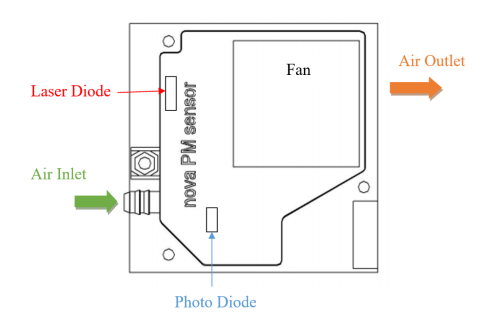 Air Outlet
Fan
Laser Diode
nova PM sensor
Air Inlet
Photo Diode